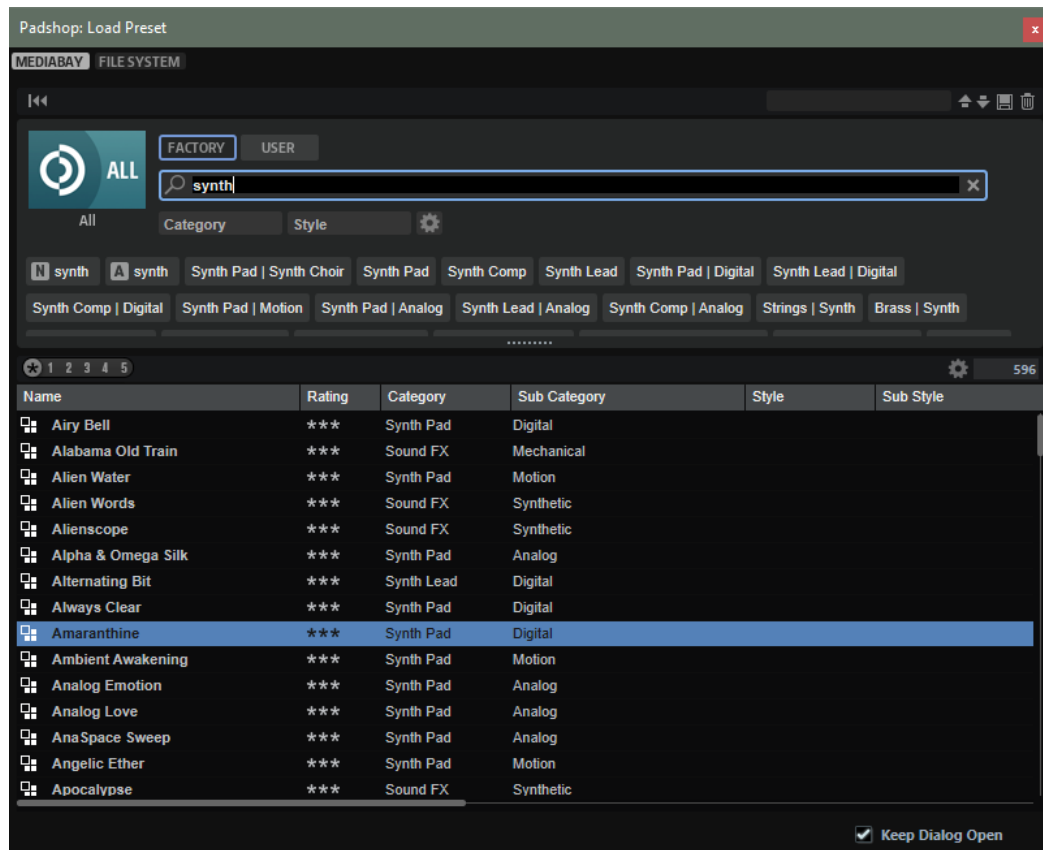 Padshop: Load Preset
x
MEDIABAY FILE SYSTEM
ALL
All
FACTORY USER
synth
Category Style
N synth A synth Synth Pad | Synth Choir Synth Pad Synth Comp Synth Lead Synth Pad | Digital Synth Lead | Digital
Synth Comp | Digital Synth Pad | Motion Synth Pad | Analog Synth Lead | Analog Synth Comp | Analog Strings | Synth Brass | Synth
1 2 3 4 5 596
Name Rating Category Sub Category Style Sub Style
Airy Bell *** Synth Pad Digital
Alabama Old Train *** Sound FX Mechanical
Alien Water *** Synth Pad Motion
Alien Words *** Sound FX Synthetic
Alienscope *** Sound FX Synthetic
Alpha & Omega Silk *** Synth Pad Analog
Alternating Bit *** Synth Lead Digital
Always Clear *** Synth Pad Digital
Amaranthine *** Synth Pad Digital
Ambient Awakening *** Synth Pad Motion
Analog Emotion *** Synth Pad Analog
Analog Love *** Synth Pad Analog
AnaSpace Sweep *** Synth Pad Analog
Angelic Ether *** Synth Pad Motion
Apocalypse *** Sound FX Synthetic
Keep Dialog Open